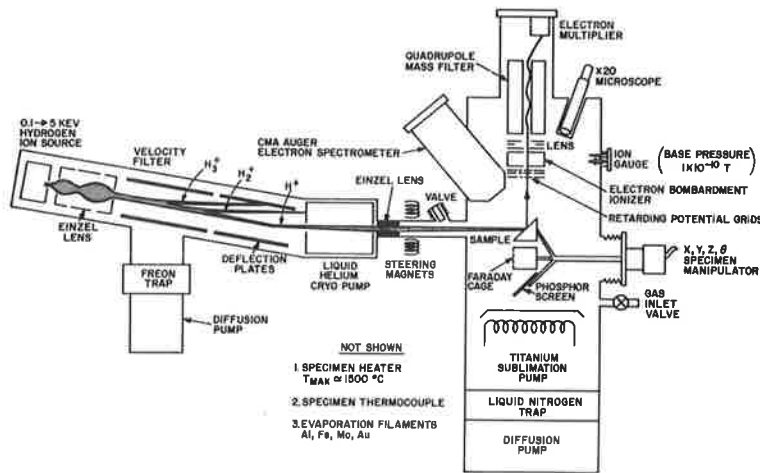 ELECTRON
MULTIPLIER
QUADRUPOLE
MASS FILTER
X20
MICROSCOPE
0.1→5 KEV
HYDROGEN
ION SOURCE
VELOCITY
FILTER
CMA AUGER
ELECTRON SPECTROMETER
LENS
ION
GAUGE
(BASE PRESSURE)
1X10⁻¹⁰ T
H₃⁺
H₂⁺
H⁺
EINZEL LENS
VALVE
ELECTRON
BOMBARDMENT
IONIZER
RETARDING POTENTIAL GRIDS
SAMPLE
EINZEL
LENS
DEFLECTION
PLATES
LIQUID
HELIUM
CRYO PUMP
STEERING
MAGNETS
FARADAY
CAGE
PHOSPHOR
SCREEN
X, Y, Z, θ
SPECIMEN
MANIPULATOR
FREON
TRAP
GAS
INLET
VALVE
DIFFUSION
PUMP
NOT SHOWN
1. SPECIMEN HEATER
TMAX ≃ 1500 °C
2. SPECIMEN THERMOCOUPLE
3. EVAPORATION FILAMENTS
Al, Fe, Mo, Au
TITANIUM
SUBLIMATION
PUMP
LIQUID NITROGEN
TRAP
DIFFUSION
PUMP